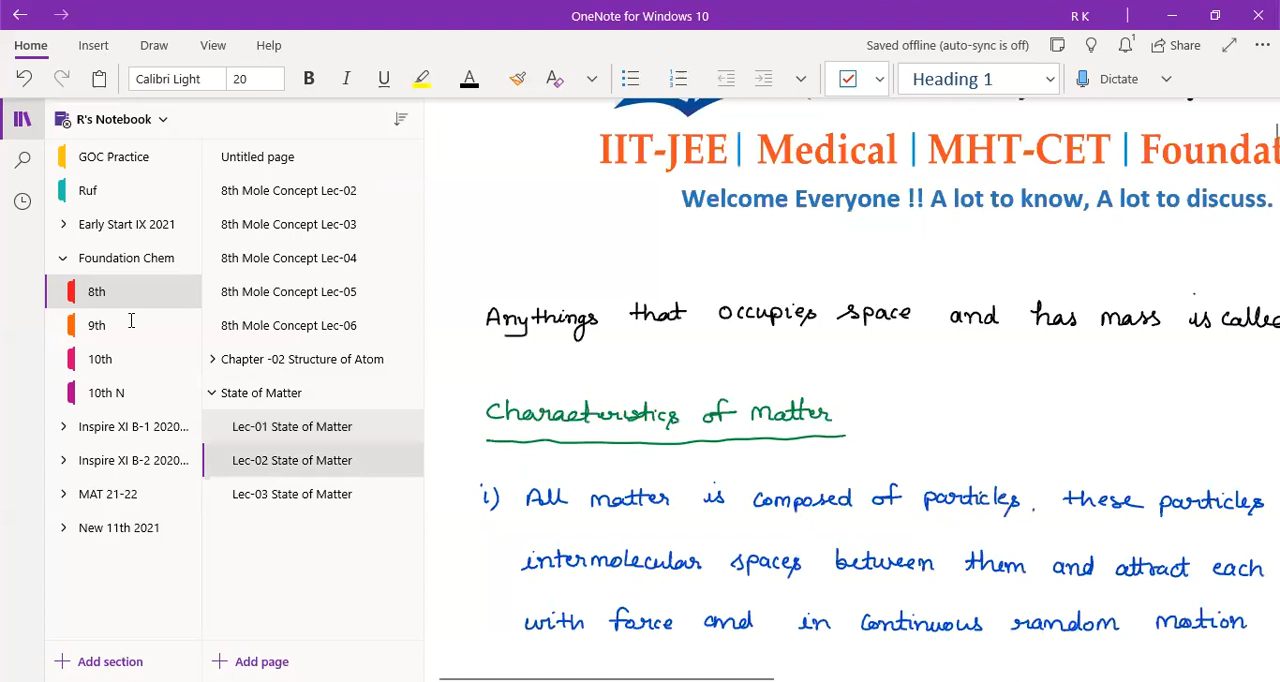 OneNote for Windows 10
R K
Home Insert Draw View Help
Saved offline (auto-sync is off)
Share
Calibri Light 20 B I U A A
Heading 1
Dictate
R's Notebook
GOC Practice
Ruf
Early Start IX 2021
Foundation Chem
8th
9th
10th
10th N
Inspire XI B-1 2020...
Inspire XI B-2 2020...
MAT 21-22
New 11th 2021
Add section
Untitled page
8th Mole Concept Lec-02
8th Mole Concept Lec-03
8th Mole Concept Lec-04
8th Mole Concept Lec-05
8th Mole Concept Lec-06
Chapter -02 Structure of Atom
State of Matter
Lec-01 State of Matter
Lec-02 State of Matter
Lec-03 State of Matter
Add page
IIT-JEE | Medical | MHT-CET | Foundat
Welcome Everyone !! A lot to know, A lot to discuss.
Anythings that occupies space and has mass is calle
Characteristics of Matter
i) All matter is composed of particles. these particles
intermolecular spaces between them and attract each
with force and in continuous random motion